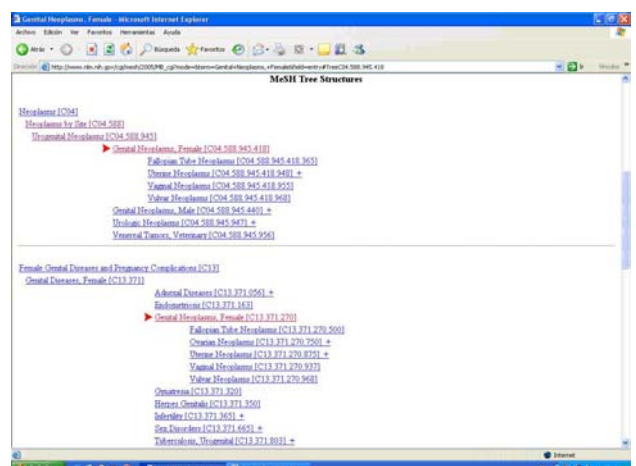 Genital Neoplasms, Female - Microsoft Internet Explorer
Archivo Edición Ver Favoritos Herramientas Ayuda
Atrás Búsqueda Favoritos
Dirección Vínculos
MeSH Tree Structures
Neoplasms [C04]
Neoplasms by Site [C04.588]
Urogenital Neoplasms [C04.588.945]
Genital Neoplasms, Female [C04.588.945.418]
Fallopian Tube Neoplasms [C04.588.945.418.365]
Uterine Neoplasms [C04.588.945.418.948] +
Vaginal Neoplasms [C04.588.945.418.955]
Vulvar Neoplasms [C04.588.945.418.968]
Genital Neoplasms, Male [C04.588.945.440] +
Urologic Neoplasms [C04.588.945.947] +
Venereal Tumors, Veterinary [C04.588.945.956]
Female Genital Diseases and Pregnancy Complications [C13]
Genital Diseases, Female [C13.371]
Adnexal Diseases [C13.371.056] +
Endometriosis [C13.371.163]
Genital Neoplasms, Female [C13.371.270]
Fallopian Tube Neoplasms [C13.371.270.500]
Ovarian Neoplasms [C13.371.270.750] +
Uterine Neoplasms [C13.371.270.875] +
Vaginal Neoplasms [C13.371.270.937]
Vulvar Neoplasms [C13.371.270.968]
Gynatresia [C13.371.320]
Herpes Genitalis [C13.371.350]
Infertility [C13.371.365] +
Sex Disorders [C13.371.665] +
Tuberculosis, Urogenital [C13.371.803] +
Internet